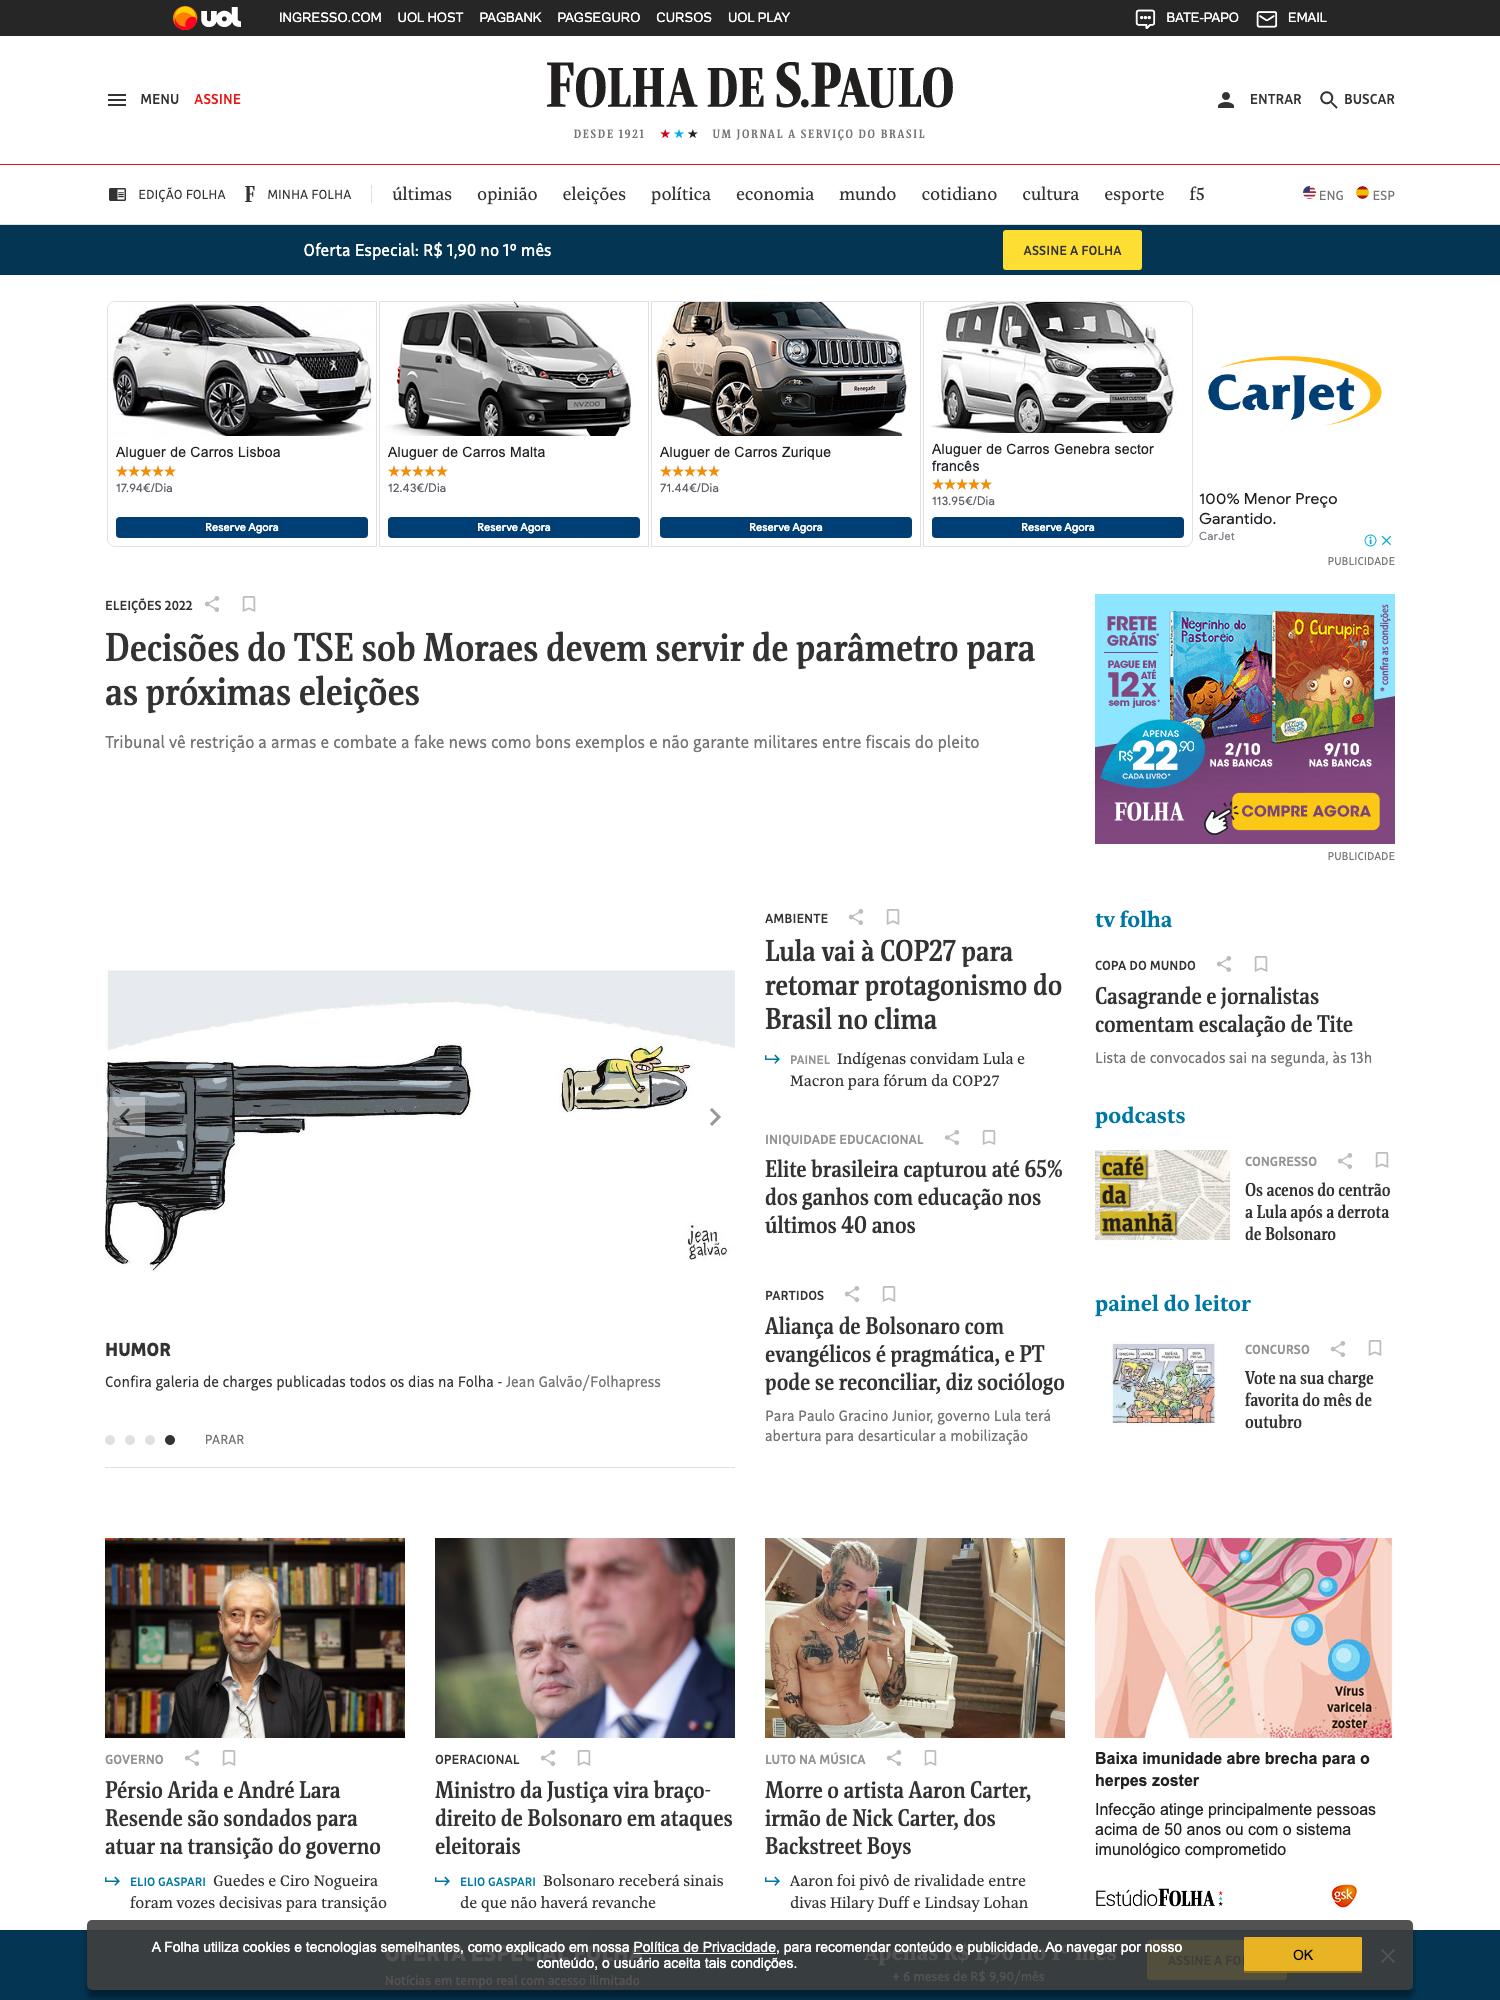 uol INGRESSO.COM UOL HOST PAGBANK PAGSEGURO CURSOS UOL PLAY BATE-PAPO EMAIL
MENU ASSINE
FOLHA DE S.PAULO
DESDE 1921 ★ ★ ★ UM JORNAL A SERVIÇO DO BRASIL
ENTRAR BUSCAR
EDIÇÃO FOLHA F MINHA FOLHA últimas opinião eleições política economia mundo cotidiano cultura esporte f5 ENG ESP
Oferta Especial: R$ 1,90 no 1º mês ASSINE A FOLHA
Aluguer de Carros Lisboa
★★★★★
17.94€/Dia
Reserve Agora
Aluguer de Carros Malta
★★★★★
12.43€/Dia
Reserve Agora
Renegade
Aluguer de Carros Zurique
★★★★★
71.44€/Dia
Reserve Agora
TRANSIT CUSTOM
Aluguer de Carros Genebra sector
francês
★★★★★
113.95€/Dia
Reserve Agora
CarJet
100% Menor Preço
Garantido.
CarJet
PUBLICIDADE
ELEIÇÕES 2022
Decisões do TSE sob Moraes devem servir de parâmetro para
as próximas eleições
Tribunal vê restrição a armas e combate a fake news como bons exemplos e não garante militares entre fiscais do pleito
FRETE
GRÁTIS*
PAGUE EM
ATÉ
12x
sem juros*
Negrinho do
Pastoreio
O Curupira
* confira as condições
APENAS
R$22,90
CADA LIVRO*
2/10
NAS BANCAS
9/10
NAS BANCAS
FOLHA
COMPRE AGORA
PUBLICIDADE
jean
galvão
HUMOR
Confira galeria de charges publicadas todos os dias na Folha - Jean Galvão/Folhapress
PARAR
AMBIENTE
Lula vai à COP27 para
retomar protagonismo do
Brasil no clima
PAINEL Indígenas convidam Lula e
Macron para fórum da COP27
INIQUIDADE EDUCACIONAL
Elite brasileira capturou até 65%
dos ganhos com educação nos
últimos 40 anos
PARTIDOS
Aliança de Bolsonaro com
evangélicos é pragmática, e PT
pode se reconciliar, diz sociólogo
Para Paulo Gracino Junior, governo Lula terá
abertura para desarticular a mobilização
tv folha
COPA DO MUNDO
Casagrande e jornalistas
comentam escalação de Tite
Lista de convocados sai na segunda, às 13h
podcasts
café
da
manhã
CONGRESSO
Os acenos do centrão
a Lula após a derrota
de Bolsonaro
painel do leitor
CONCURSO
Vote na sua charge
favorita do mês de
outubro
GOVERNO
Pérsio Arida e André Lara
Resende são sondados para
atuar na transição do governo
ELIO GASPARI Guedes e Ciro Nogueira
foram vozes decisivas para transição
OPERACIONAL
Ministro da Justiça vira braço-
direito de Bolsonaro em ataques
eleitorais
ELIO GASPARI Bolsonaro receberá sinais
de que não haverá revanche
LUTO NA MÚSICA
Morre o artista Aaron Carter,
irmão de Nick Carter, dos
Backstreet Boys
Aaron foi pivô de rivalidade entre
divas Hilary Duff e Lindsay Lohan
Vírus
varicela
zoster
Baixa imunidade abre brecha para o
herpes zoster
Infecção atinge principalmente pessoas
acima de 50 anos ou com o sistema
imunológico comprometido
EstúdioFOLHA gsk
A Folha utiliza cookies e tecnologias semelhantes, como explicado em nossa Política de Privacidade, para recomendar conteúdo e publicidade. Ao navegar por nosso
conteúdo, o usuário aceita tais condições.
OK
Notícias em tempo real com acesso ilimitado
+ 6 meses de R$ 9,90/mês
ASSINE A FO